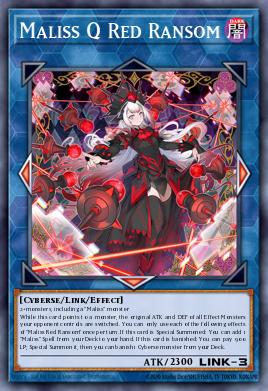 Maliss Q Red Ransom
DARK
闇
[CYBERSE/LINK/EFFECT]
2+ monsters, including a "Maliss" monster
While this card points to a monster, the original ATK and DEF of all Effect Monsters
your opponent controls are switched. You can only use each of the following effects
of "Maliss Q Red Ransom" once per turn. If this card is Special Summoned: You can add 1
"Maliss" Spell from your Deck to your hand. If this card is banished: You can pay 900
LP; Special Summon it, then you can banish 1 Cyberse monster from your Deck.
ATK/2300 LINK-3